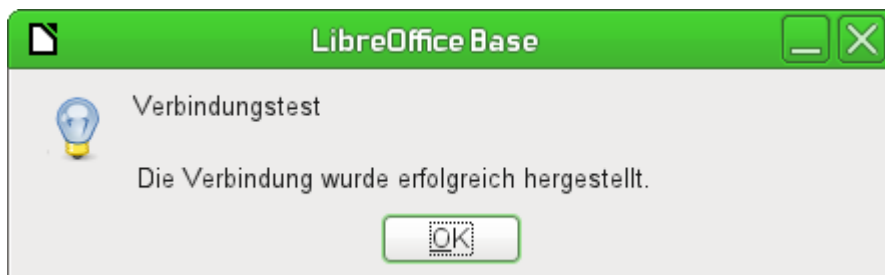 LibreOffice Base
Verbindungstest
Die Verbindung wurde erfolgreich hergestellt.
OK